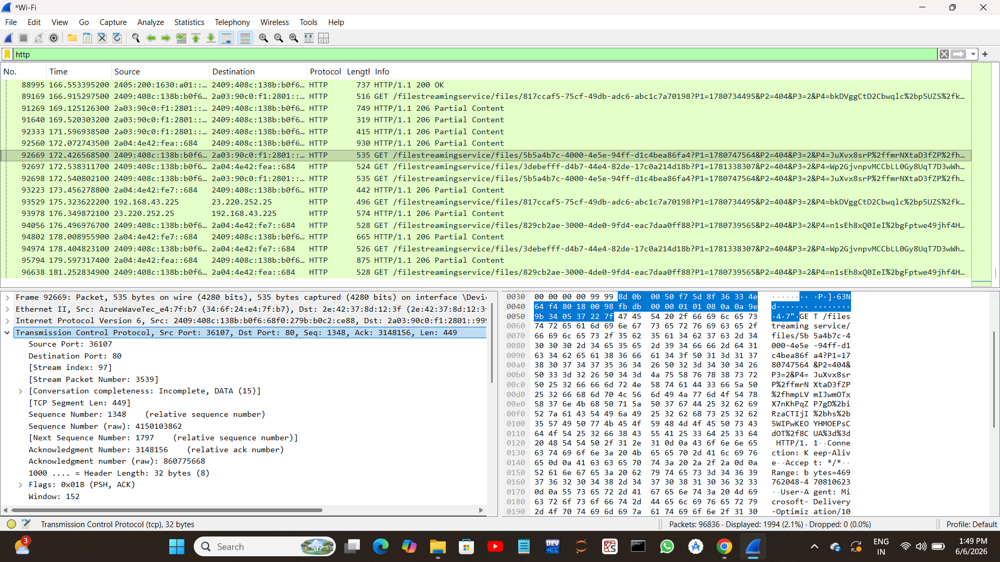 *Wi-Fi
File Edit View Go Capture Analyze Statistics Telephony Wireless Tools Help
http
No. Time Source Destination Protocol Length Info
88995 166.553395200 2405:200:1630:a01::… 2409:408c:138b:b0f6… HTTP 737 HTTP/1.1 200 OK
89169 166.915297500 2409:408c:138b:b0f6… 2a03:90c0:f1:2801::… HTTP 516 GET /filestreamingservice/files/817ccaf5-75cf-49db-adc6-abc1c7a70198?P1=1780734495&P2=404&P3=2&P4=bkDVggCtD2Cbwqlc%2bp5UZS%2fk…
91269 169.125126300 2a03:90c0:f1:2801::… 2409:408c:138b:b0f6… HTTP 749 HTTP/1.1 206 Partial Content
91640 169.520303200 2a03:90c0:f1:2801::… 2409:408c:138b:b0f6… HTTP 319 HTTP/1.1 206 Partial Content
92333 171.596938500 2a03:90c0:f1:2801::… 2409:408c:138b:b0f6… HTTP 415 HTTP/1.1 206 Partial Content
92560 172.072743500 2a04:4e42:fea::684 2409:408c:138b:b0f6… HTTP 930 HTTP/1.1 206 Partial Content
92669 172.426568500 2409:408c:138b:b0f6… 2a03:90c0:f1:2801::… HTTP 535 GET /filestreamingservice/files/5b5a4b7c-4000-4e5e-94ff-d1c4bea86fa4?P1=1780747564&P2=404&P3=2&P4=JuXvx8srP%2ffmrNXtaD3fZP%2fh…
92697 172.538311700 2409:408c:138b:b0f6… 2a04:4e42:fea::684 HTTP 524 GET /filestreamingservice/files/3debefff-d4b7-44e4-82de-17c0a214d18b?P1=1781338307&P2=404&P3=2&P4=Wp2GjvnpvMCCbLL0Gy8UqT7D3wWh…
92698 172.540802100 2409:408c:138b:b0f6… 2a03:90c0:f1:2801::… HTTP 535 GET /filestreamingservice/files/5b5a4b7c-4000-4e5e-94ff-d1c4bea86fa4?P1=1780747564&P2=404&P3=2&P4=JuXvx8srP%2ffmrNXtaD3fZP%2fh…
93223 173.456278800 2a04:4e42:fe7::684 2409:408c:138b:b0f6… HTTP 442 HTTP/1.1 206 Partial Content
93529 175.323622200 192.168.43.225 23.220.252.25 HTTP 496 GET /filestreamingservice/files/817ccaf5-75cf-49db-adc6-abc1c7a70198?P1=1780734495&P2=404&P3=2&P4=bkDVggCtD2Cbwqlc%2bp5UZS%2fk…
93978 176.349872100 23.220.252.25 192.168.43.225 HTTP 574 HTTP/1.1 206 Partial Content
94056 176.496976700 2409:408c:138b:b0f6… 2a04:4e42:fe7::684 HTTP 528 GET /filestreamingservice/files/829cb2ae-3000-4de0-9fd4-eac7daa0ff88?P1=1780739565&P2=404&P3=2&P4=n1sEh8xQ0IeI%2bgFptwe49jhf4H…
94802 178.008955900 2a04:4e42:fe7::684 2409:408c:138b:b0f6… HTTP 665 HTTP/1.1 206 Partial Content
94974 178.404823100 2409:408c:138b:b0f6… 2a04:4e42:fe7::684 HTTP 526 GET /filestreamingservice/files/3debefff-d4b7-44e4-82de-17c0a214d18b?P1=1781338307&P2=404&P3=2&P4=Wp2GjvnpvMCCbLL0Gy8UqT7D3wWh…
95794 179.597317400 2a04:4e42:fea::684 2409:408c:138b:b0f6… HTTP 875 HTTP/1.1 206 Partial Content
96638 181.252834900 2409:408c:138b:b0f6… 2a04:4e42:fea::684 HTTP 528 GET /filestreamingservice/files/829cb2ae-3000-4de0-9fd4-eac7daa0ff88?P1=1780739565&P2=404&P3=2&P4=n1sEh8xQ0IeI%2bgFptwe49jhf4H…
Frame 92669: Packet, 535 bytes on wire (4280 bits), 535 bytes captured (4280 bits) on interface \Devi
Ethernet II, Src: AzureWaveTec_e4:7f:b7 (34:6f:24:e4:7f:b7), Dst: 2e:42:37:8d:12:3f (2e:42:37:8d:12:3
Internet Protocol Version 6, Src: 2409:408c:138b:b0f6:68f0:279b:b0c2:ce88, Dst: 2a03:90c0:f1:2801::999
Transmission Control Protocol, Src Port: 36107, Dst Port: 80, Seq: 1348, Ack: 3148156, Len: 449
Source Port: 36107
Destination Port: 80
[Stream index: 97]
[Stream Packet Number: 3539]
[Conversation completeness: Incomplete, DATA (15)]
[TCP Segment Len: 449]
Sequence Number: 1348 (relative sequence number)
Sequence Number (raw): 4150103862
[Next Sequence Number: 1797 (relative sequence number)]
Acknowledgment Number: 3148156 (relative ack number)
Acknowledgment number (raw): 860775668
1000 .... = Header Length: 32 bytes (8)
Flags: 0x018 (PSH, ACK)
Window: 152
0030 00 00 00 00 99 99 8d 0b 00 50 f7 5d 8f 36 33 4e ········ ·P·]·63N
0040 64 f4 80 18 00 98 fb db 00 00 01 01 08 0a 0a 9e d······· ········
0050 9b 34 05 37 22 7f 47 45 54 20 2f 66 69 6c 65 73 ·4·7"·GE T /files
0060 74 72 65 61 6d 69 6e 67 73 65 72 76 69 63 65 2f treaming service/
0070 66 69 6c 65 73 2f 35 62 35 61 34 62 37 63 2d 34 files/5b 5a4b7c-4
0080 30 30 30 2d 34 65 35 65 2d 39 34 66 66 2d 64 31 000-4e5e -94ff-d1
0090 63 34 62 65 61 38 36 66 61 34 3f 50 31 3d 31 37 c4bea86f a4?P1=17
00a0 38 30 37 34 37 35 36 34 26 50 32 3d 34 30 34 26 80747564 &P2=404&
00b0 50 33 3d 32 26 50 34 3d 4a 75 58 76 78 38 73 72 P3=2&P4= JuXvx8sr
00c0 50 25 32 66 66 6d 72 4e 58 74 61 44 33 66 5a 50 P%2ffmrN XtaD3fZP
00d0 25 32 66 68 6d 70 4c 56 6d 49 4a 77 6d 4f 54 78 %2fhmpLV mIJwmOTx
00e0 58 37 6e 4b 68 50 71 5a 50 37 67 44 25 32 62 69 X7nKhPqZ P7gD%2bi
00f0 52 7a 61 43 54 49 6a 49 25 32 62 68 73 25 32 62 RzaCTIjI %2bhs%2b
0100 35 57 49 50 77 4b 45 4f 59 48 4d 4f 45 50 73 43 5WIPwKEO YHMOEPsC
0110 64 4f 54 25 32 66 38 43 55 41 25 33 64 25 33 64 dOT%2f8C UA%3d%3d
0120 20 48 54 54 50 2f 31 2e 31 0d 0a 43 6f 6e 6e 65 HTTP/1. 1··Conne
0130 63 74 69 6f 6e 3a 20 4b 65 65 70 2d 41 6c 69 76 ction: K eep-Aliv
0140 65 0d 0a 41 63 63 65 70 74 3a 20 2a 2f 2a 0d 0a e··Accep t: */*··
0150 52 61 6e 67 65 3a 20 62 79 74 65 73 3d 34 36 39 Range: b ytes=469
0160 37 36 32 30 34 38 2d 34 37 30 38 31 30 36 32 33 762048-4 70810623
0170 0d 0a 55 73 65 72 2d 41 67 65 6e 74 3a 20 4d 69 ··User-A gent: Mi
0180 63 72 6f 73 6f 66 74 2d 44 65 6c 69 76 65 72 79 crosoft- Delivery
0190 2d 4f 70 74 69 6d 69 7a 61 74 69 6f 6e 2f 31 30 -Optimiz ation/10
Transmission Control Protocol (tcp), 32 bytes
Packets: 96836 · Displayed: 1994 (2.1%) · Dropped: 0 (0.0%)
Profile: Default
3
Search
DEV
C++
ENG
IN
1:49 PM
6/6/2026